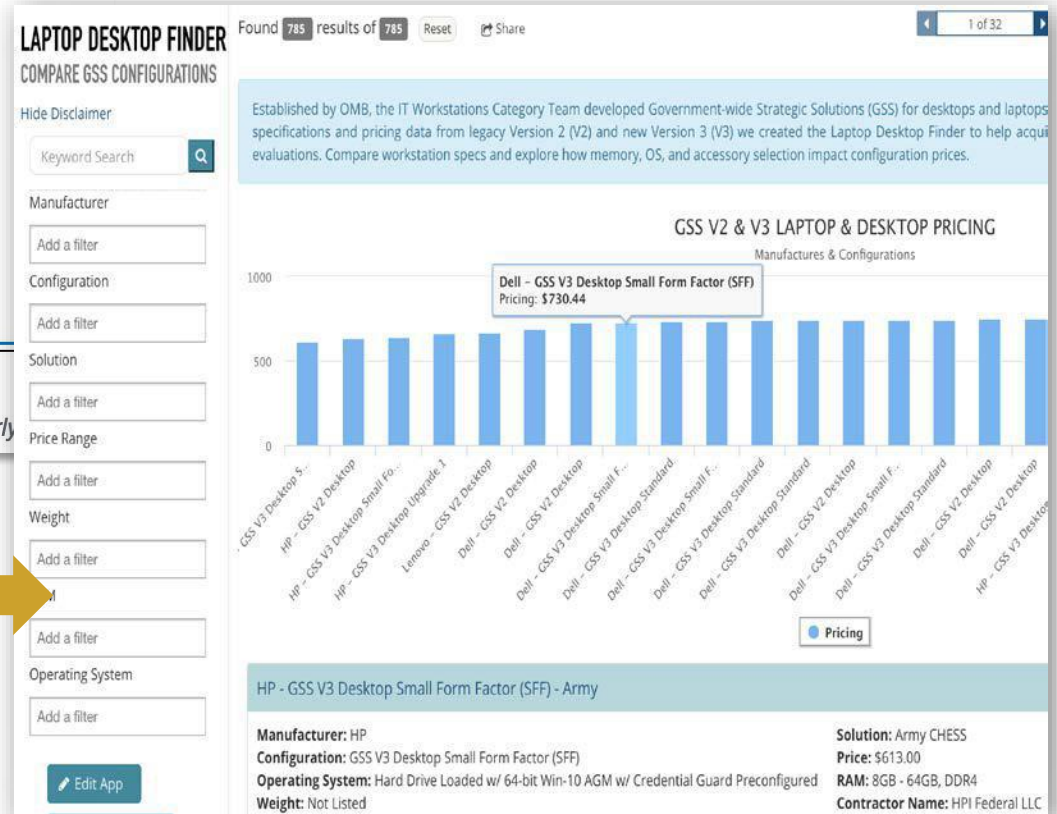 LAPTOP DESKTOP FINDER
COMPARE GSS CONFIGURATIONS
Hide Disclaimer
Keyword Search
Manufacturer
Add a filter
Configuration
Add a filter
Solution
Add a filter
Price Range
Add a filter
Weight
Add a filter
Add a filter
Operating System
Add a filter
Edit App
Found 785 results of 785 Reset Share
1 of 32
Established by OMB, the IT Workstations Category Team developed Government-wide Strategic Solutions (GSS) for desktops and laptops
specifications and pricing data from legacy Version 2 (V2) and new Version 3 (V3) we created the Laptop Desktop Finder to help acqui
evaluations. Compare workstation specs and explore how memory, OS, and accessory selection impact configuration prices.
GSS V2 & V3 LAPTOP & DESKTOP PRICING
Manufactures & Configurations
1000
500
0
Dell – GSS V3 Desktop Small Form Factor (SFF)
Pricing: $730.44
- GSS V3 Desktop S...
HP – GSS V2 Desktop
HP – GSS V3 Desktop Small Fo...
HP – GSS V3 Desktop Upgrade 1
Lenovo – GSS V2 Desktop
Dell – GSS V2 Desktop
Dell – GSS V2 Desktop
Dell – GSS V3 Desktop Small F...
Dell – GSS V3 Desktop Standard
Dell – GSS V3 Desktop Small F...
Dell – GSS V3 Desktop Standard
Dell – GSS V3 Desktop Standard
Dell – GSS V2 Desktop
Dell – GSS V3 Desktop Small F...
Dell – GSS V3 Desktop Standard
Dell – GSS V2 Desktop
Dell – GSS V2 Desktop
HP – GSS V3 Desktop
Pricing
HP - GSS V3 Desktop Small Form Factor (SFF) - Army
Manufacturer: HP
Configuration: GSS V3 Desktop Small Form Factor (SFF)
Operating System: Hard Drive Loaded w/ 64-bit Win-10 AGM w/ Credential Guard Preconfigured
Weight: Not Listed
Solution: Army CHESS
Price: $613.00
RAM: 8GB - 64GB, DDR4
Contractor Name: HPI Federal LLC